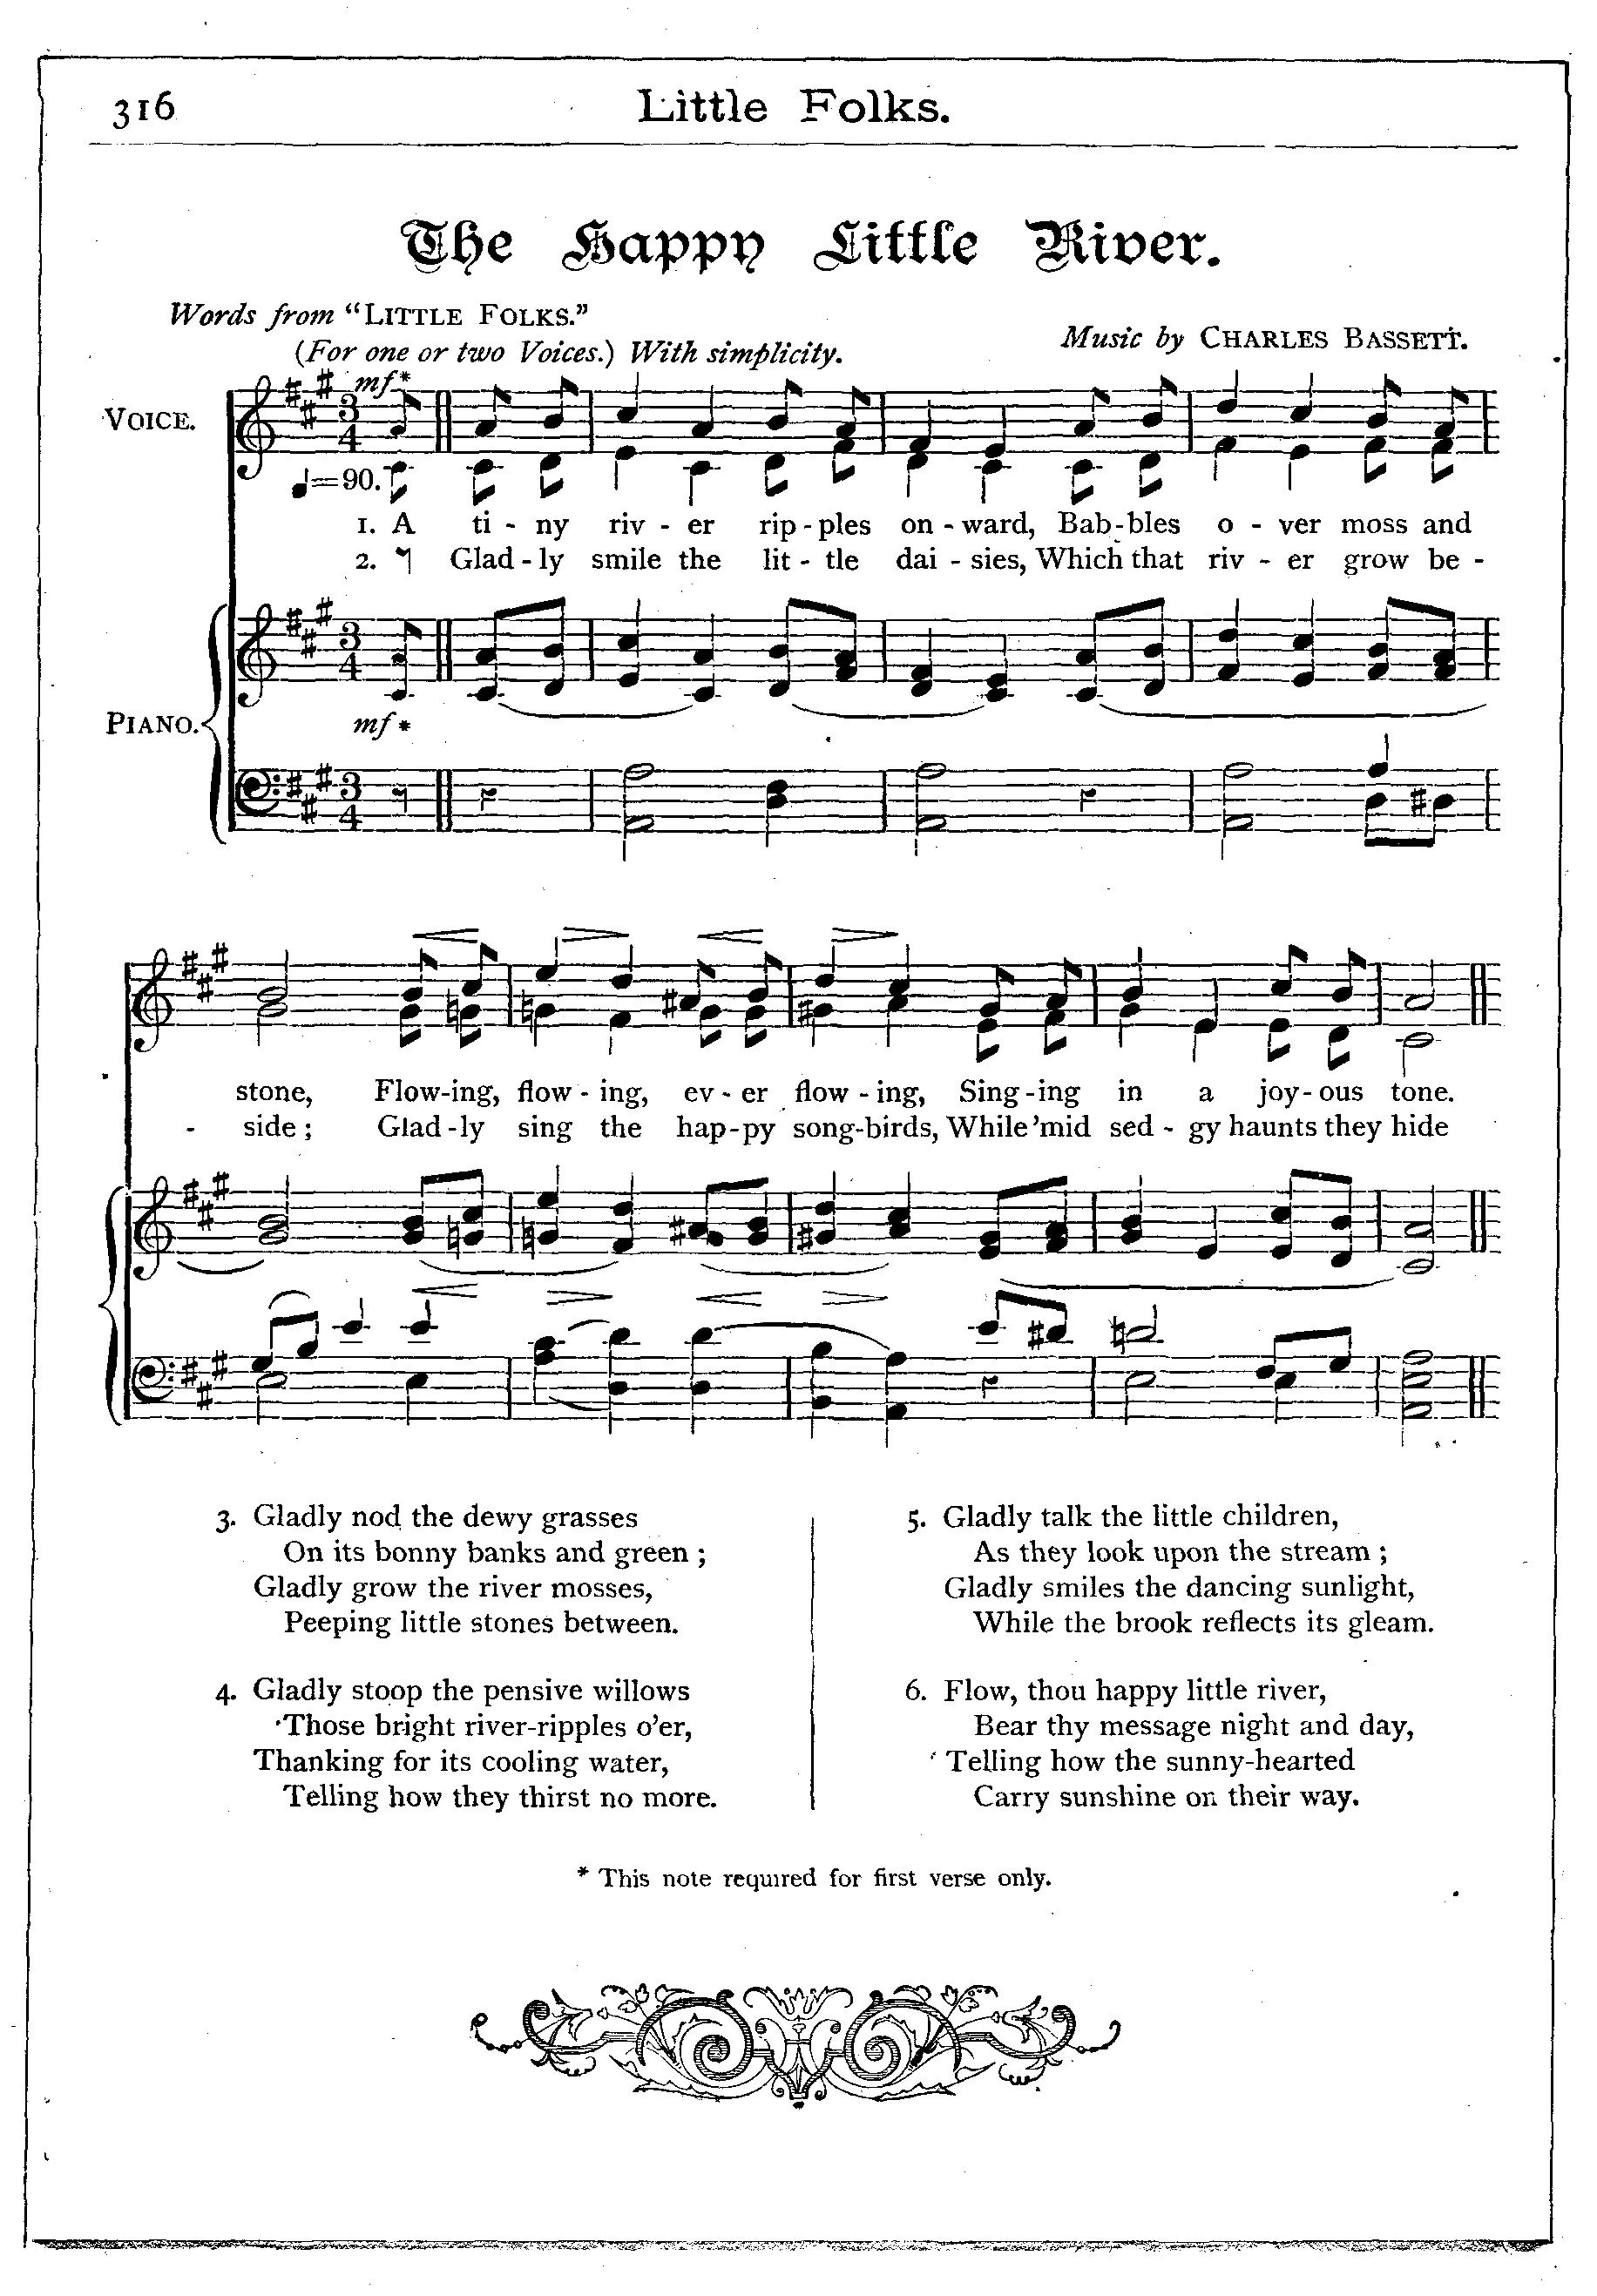 316 Little Folks.
The Happy Little River.
Words from "LITTLE FOLKS."
(For one or two Voices.) With simplicity.
Music by CHARLES BASSETT.
mf*
VOICE.
3
4
=90.
1. A ti - ny riv - er rip - ples on - ward, Bab - bles o - ver moss and
2. Glad - ly smile the lit - tle dai - sies, Which that riv - er grow be -
3
4
PIANO. mf *
3
4
stone, Flow-ing, flow - ing, ev - er flow - ing, Sing - ing in a joy - ous tone.
- side ; Glad - ly sing the hap - py song-birds, While 'mid sed - gy haunts they hide
3. Gladly nod the dewy grasses
On its bonny banks and green ;
Gladly grow the river mosses,
Peeping little stones between.
4. Gladly stoop the pensive willows
Those bright river-ripples o'er,
Thanking for its cooling water,
Telling how they thirst no more.
5. Gladly talk the little children,
As they look upon the stream ;
Gladly smiles the dancing sunlight,
While the brook reflects its gleam.
6. Flow, thou happy little river,
Bear thy message night and day,
Telling how the sunny-hearted
Carry sunshine on their way.
* This note required for first verse only.